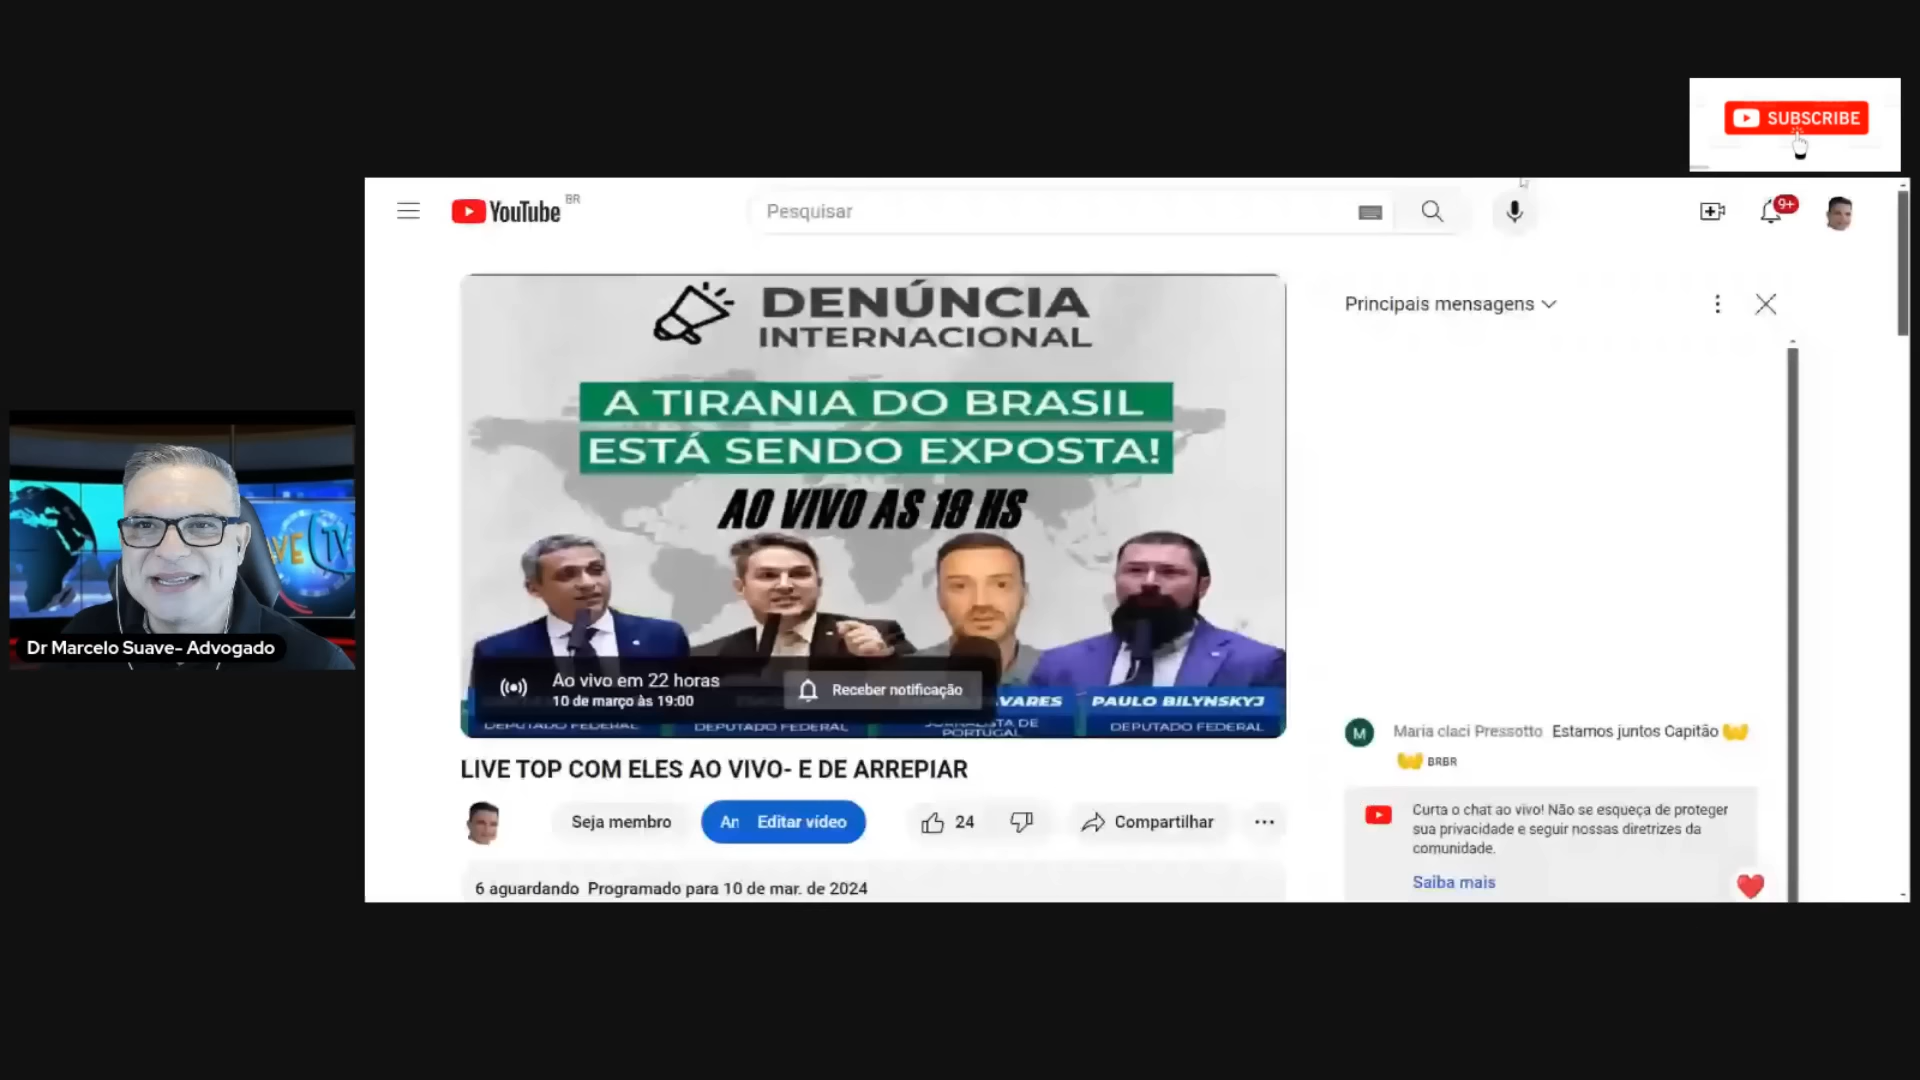 SUBSCRIBE
YouTube BR
Pesquisar
9+
DENÚNCIA
INTERNACIONAL
A TIRANIA DO BRASIL
ESTÁ SENDO EXPOSTA!
AO VIVO AS 19 HS
Ao vivo em 22 horas
10 de março às 19:00
Receber notificação
VARES
PAULO BILYNSKYJ
DEPUTADO FEDERAL
DEPUTADO FEDERAL
JORNALISTA DE
PORTUGAL
DEPUTADO FEDERAL
LIVE TOP COM ELES AO VIVO- E DE ARREPIAR
Seja membro
An
Editar vídeo
24
Compartilhar
6 aguardando Programado para 10 de mar. de 2024
Principais mensagens
M
Maria claci Pressotto Estamos juntos Capitão
BRBR
Curta o chat ao vivo! Não se esqueça de proteger
sua privacidade e seguir nossas diretrizes da
comunidade.
Saiba mais
VE TV
Dr Marcelo Suave- Advogado